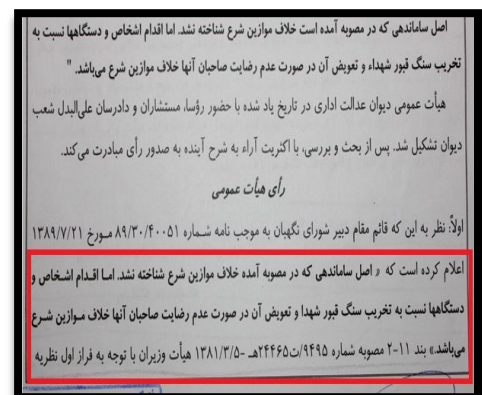 اصل ساماندهی که در مصوبه آمده است خلاف موازین شرع شناخته نشد. اما اقدام اشخاص و دستگاهها نسبت به
تخریب سنگ قبور شهداء و تعویض آن در صورت عدم رضایت صاحبان آنها خلاف موازین شرع می‌باشد. "
هیأت عمومی دیوان عدالت اداری در تاریخ یاد شده با حضور رؤسا، مستشاران و دادرسان علی‌البدل شعب
دیوان تشکیل شد. پس از بحث و بررسی، با اکثریت آراء به شرح آینده به صدور رأی مبادرت می‌کند.
رأی هیأت عمومی
اولاً: نظر به این که قائم مقام دبیر شورای نگهبان به موجب نامه شماره ۸۹/۳۰/۴۰۰۵۱ مورخ ۱۳۸۹/۷/۲۱
اعلام کرده است که « اصل ساماندهی که در مصوبه آمده خلاف موازین شرع شناخته نشد. اما اقدام اشخاص و
دستگاهها نسبت به تخریب سنگ قبور شهدا و تعویض آن در صورت عدم رضایت صاحبان آنها خلاف موازین شرع
می‌باشد.» بند ۱۱-۲ مصوبه شماره ۹۴۹۵/ت۲۴۴۶۵هـ -۱۳۸۱/۳/۵ هیأت وزیران با توجه به فراز اول نظریه